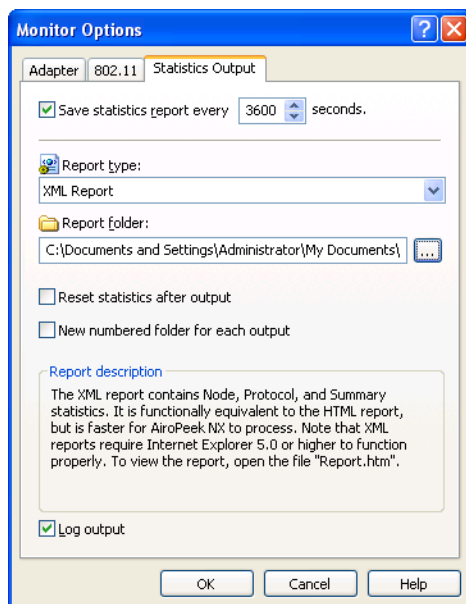 Monitor Options
Adapter 802.11 Statistics Output
Save statistics report every 3600 seconds.
Report type:
XML Report
Report folder:
C:\Documents and Settings\Administrator\My Documents\ ...
Reset statistics after output
New numbered folder for each output
Report description
The XML report contains Node, Protocol, and Summary
statistics. It is functionally equivalent to the HTML report,
but is faster for AiroPeek NX to process. Note that XML
reports require Internet Explorer 5.0 or higher to function
properly. To view the report, open the file "Report.htm".
Log output
OK Cancel Help